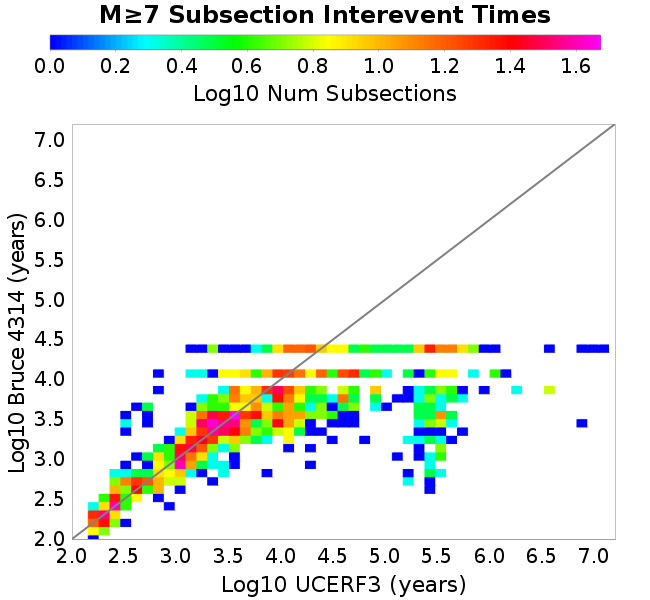 M≥7 Subsection Interevent Times
0.0 0.2 0.4 0.6 0.8 1.0 1.2 1.4 1.6
Log10 Num Subsections
Log10 Bruce 4314 (years)
7.0
6.5
6.0
5.5
5.0
4.5
4.0
3.5
3.0
2.5
2.0
2.0 2.5 3.0 3.5 4.0 4.5 5.0 5.5 6.0 6.5 7.0
Log10 UCERF3 (years)